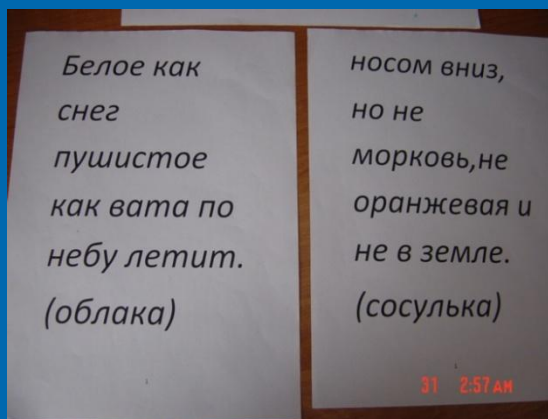 Белое как
снег
пушистое
как вата по
небу летит.
(облака)
носом вниз,
но не
морковь,не
оранжевая и
не в земле.
(сосулька)
31 2:57AM